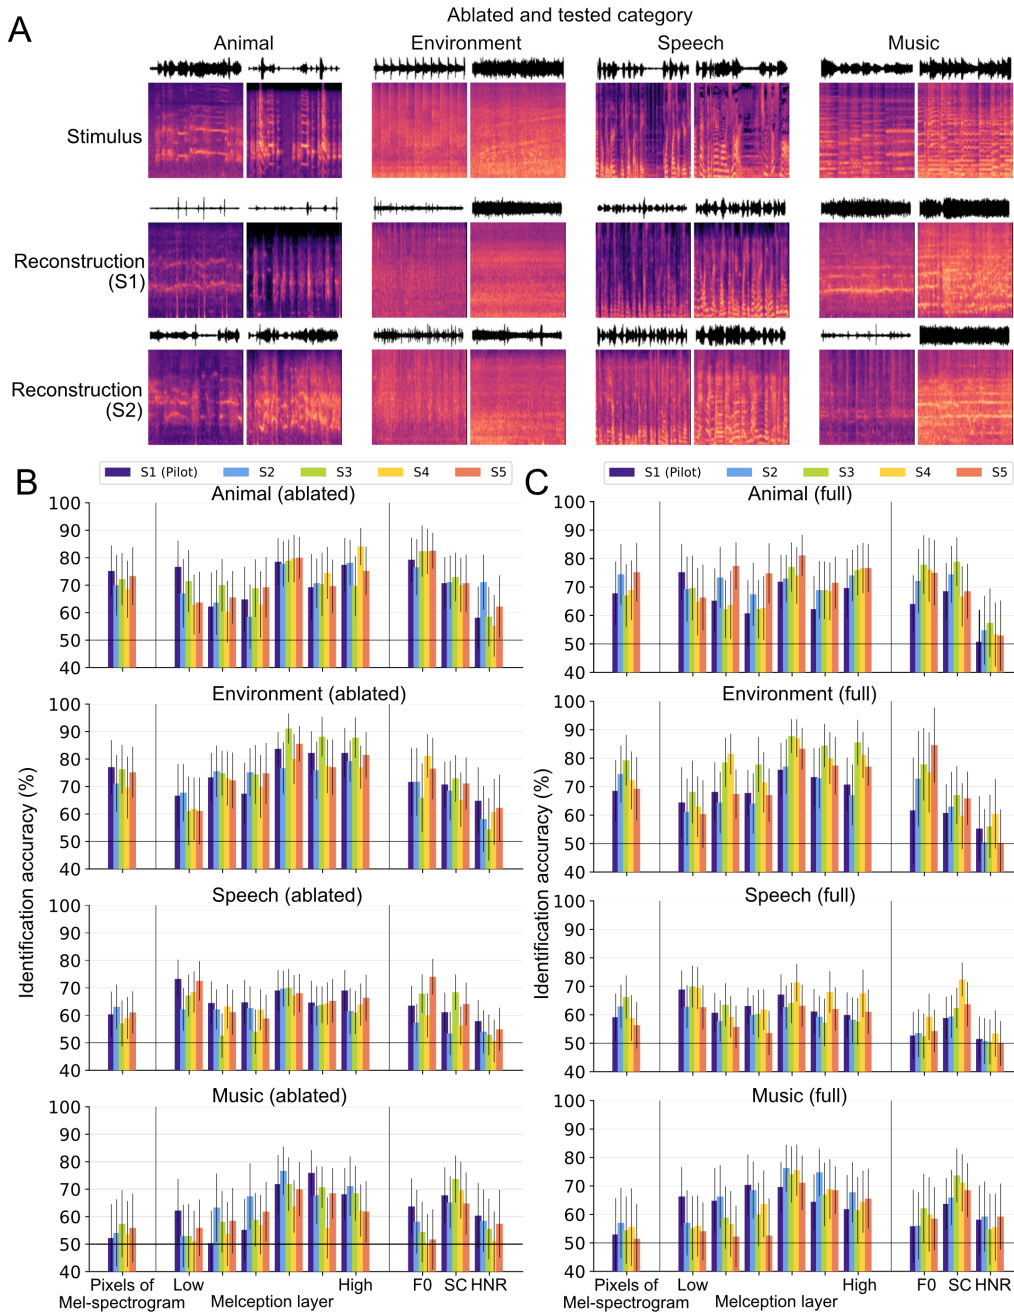 Ablated and tested category
A
Animal Environment Speech Music
Stimulus
Reconstruction
(S1)
Reconstruction
(S2)
B
S1 (Pilot) S2 S3 S4 S5
Animal (ablated)
100
90
80
70
60
50
40
Environment (ablated)
100
90
80
70
60
50
40
Speech (ablated)
100
90
80
70
60
50
40
Music (ablated)
100
90
80
70
60
50
40
Identification accuracy (%)
Pixels of
Mel-spectrogram
Low High
Melception layer
F0 SC HNR
C
S1 (Pilot) S2 S3 S4 S5
Animal (full)
100
90
80
70
60
50
40
Environment (full)
100
90
80
70
60
50
40
Speech (full)
100
90
80
70
60
50
40
Music (full)
100
90
80
70
60
50
40
Identification accuracy (%)
Pixels of
Mel-spectrogram
Low High
Melception layer
F0 SC HNR